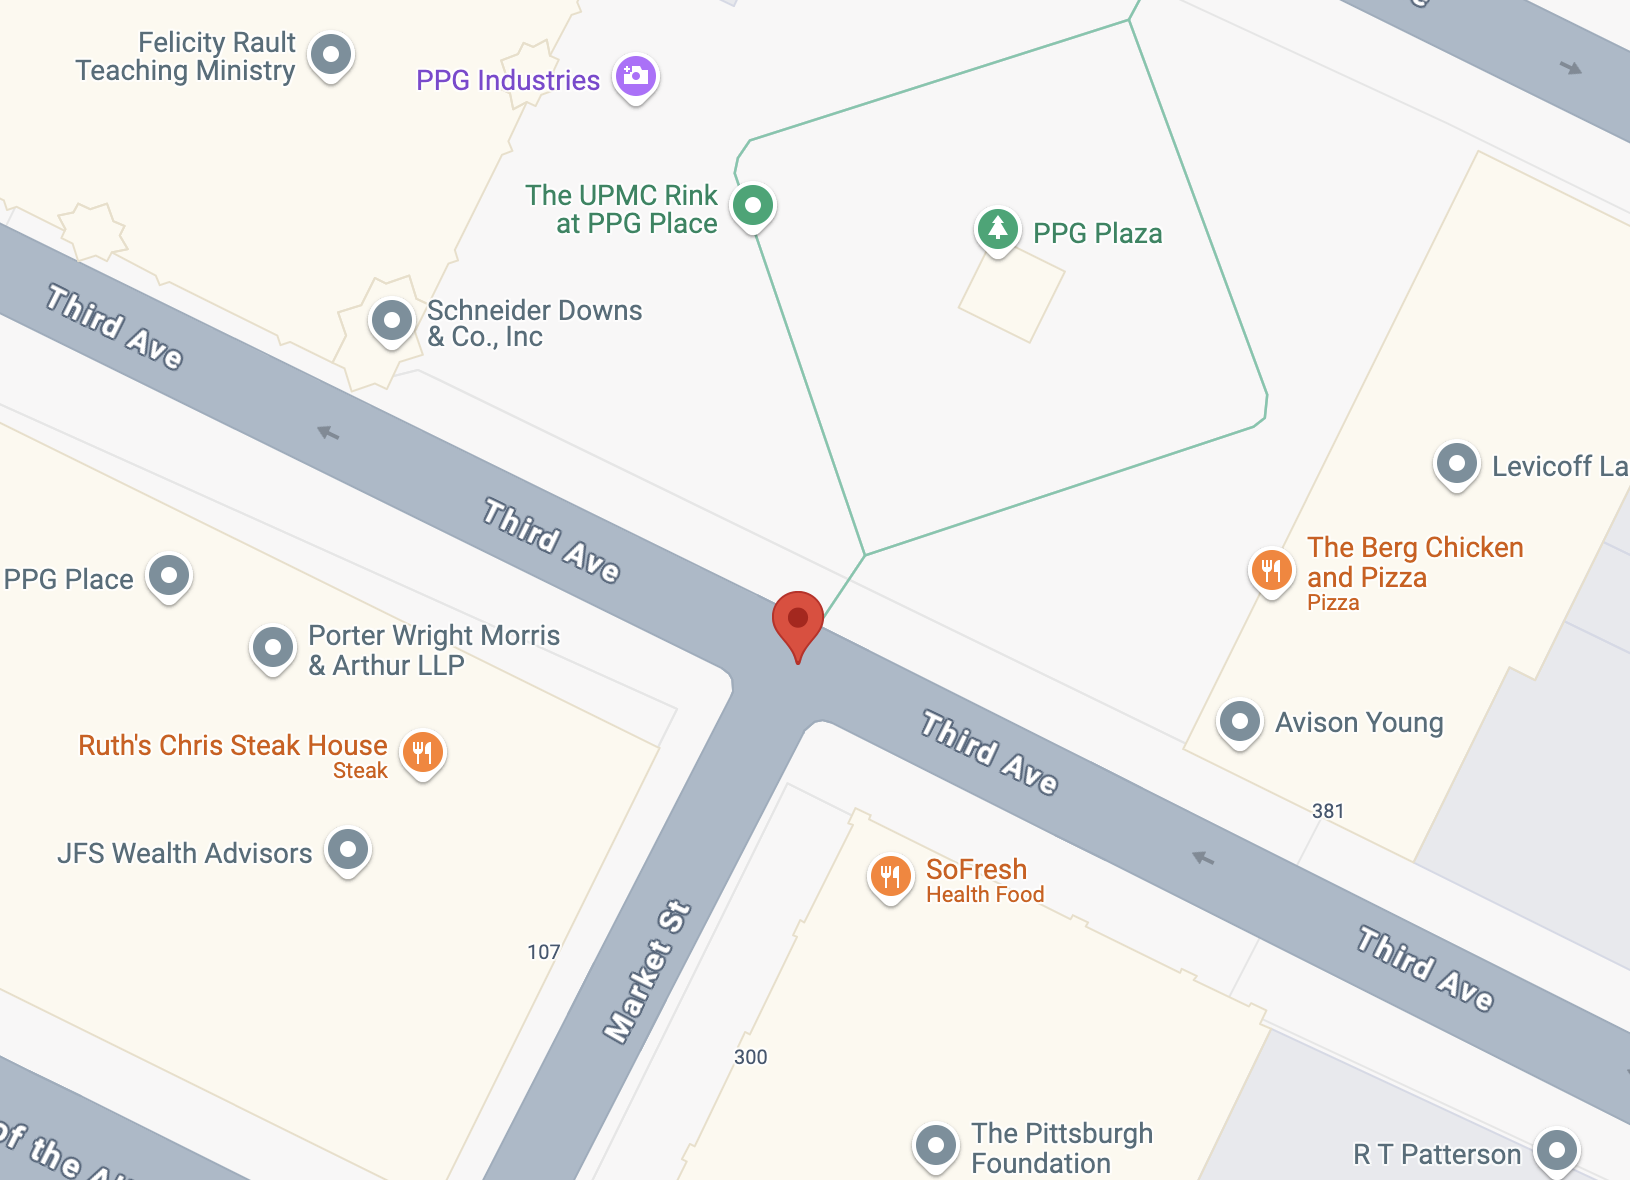 Felicity Rault
Teaching Ministry
PPG Industries
The UPMC Rink
at PPG Place
PPG Plaza
Third Ave
Schneider Downs
& Co., Inc
Levicoff La
Third Ave
The Berg Chicken
and Pizza
Pizza
PPG Place
Porter Wright Morris
& Arthur LLP
Avison Young
Third Ave
Ruth's Chris Steak House
Steak
381
JFS Wealth Advisors
SoFresh
Health Food
107
Market St
Third Ave
300
of the
The Pittsburgh
Foundation
R T Patterson